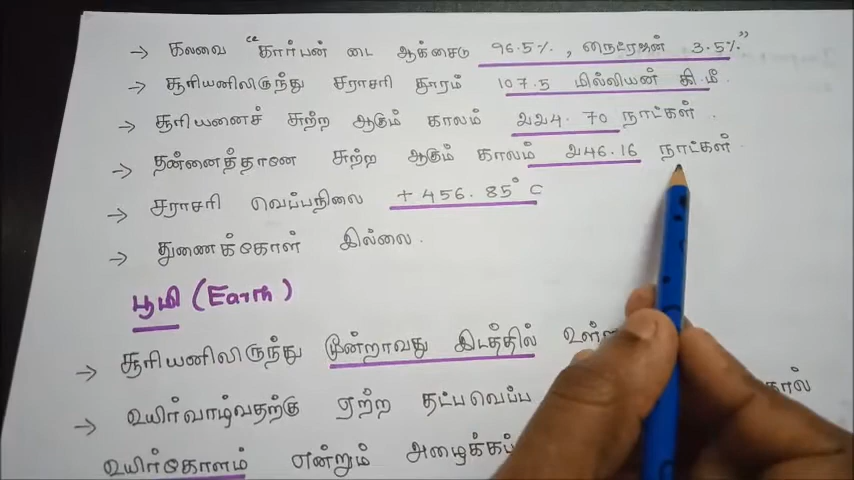 → கலவை "கார்பன் டை ஆக்சைடு 96.5%, நைட்ரஜன் 3.5%"
→ சூரியனிலிருந்து சராசரி தூரம் 107.5 மில்லியன் கி.மீ.
→ சூரியனைச் சுற்ற ஆகும் காலம் 224.70 நாட்கள்.
→ தன்னைத்தானே சுற்ற ஆகும் காலம் 246.16 நாட்கள்.
→ சராசரி வெப்பநிலை +456.85° C
→ துணைக்கோள் இல்லை.
பூமி (Earth)
→ சூரியனிலிருந்து மூன்றாவது இடத்தில்
→ உயிர்வாழ்வதற்கு ஏற்ற தட்பவெப்ப
உயிர்கோளம் என்றும்